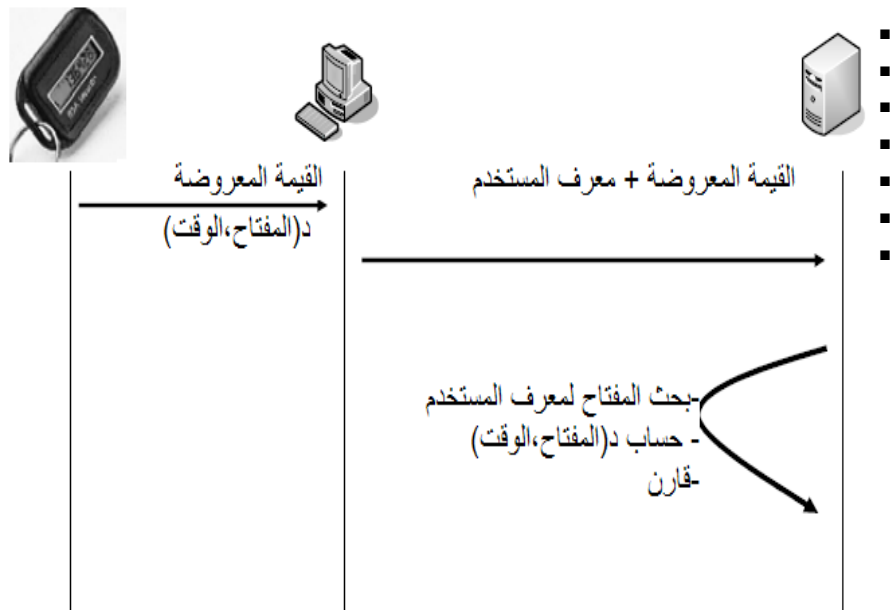 القيمة المعروضة
د(المفتاح،الوقت)
القيمة المعروضة + معرف المستخدم
-بحث المفتاح لمعرف المستخدم
- حساب د(المفتاح،الوقت)
-قارن